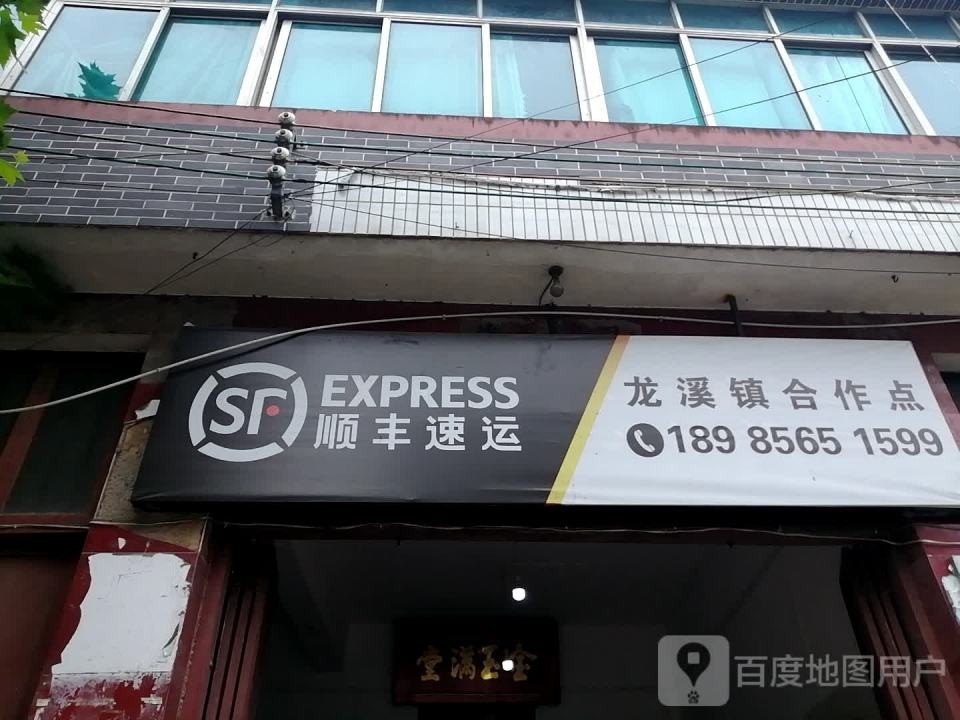 SF EXPRESS
顺丰速运
龙溪镇合作点
189 8565 1599
金玉满堂
百度地图用户